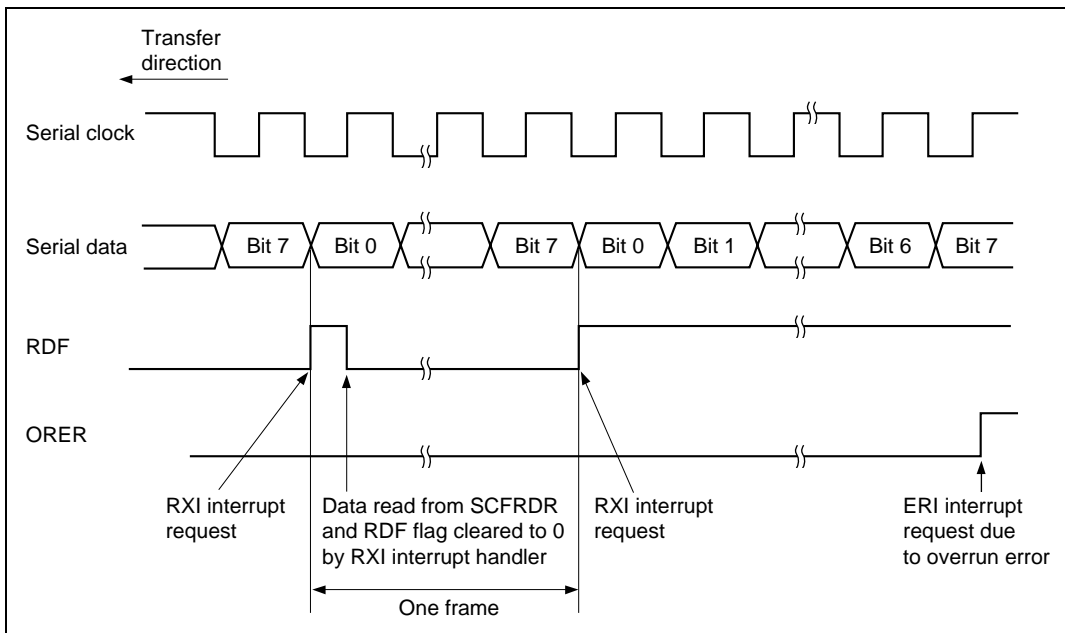 Transfer
direction
Serial clock
Serial data
Bit 7 Bit 0 Bit 7 Bit 0 Bit 1 Bit 6 Bit 7
RDF
ORER
RXI interrupt
request
Data read from SCFRDR
and RDF flag cleared to 0
by RXI interrupt handler
RXI interrupt
request
ERI interrupt
request due
to overrun error
One frame